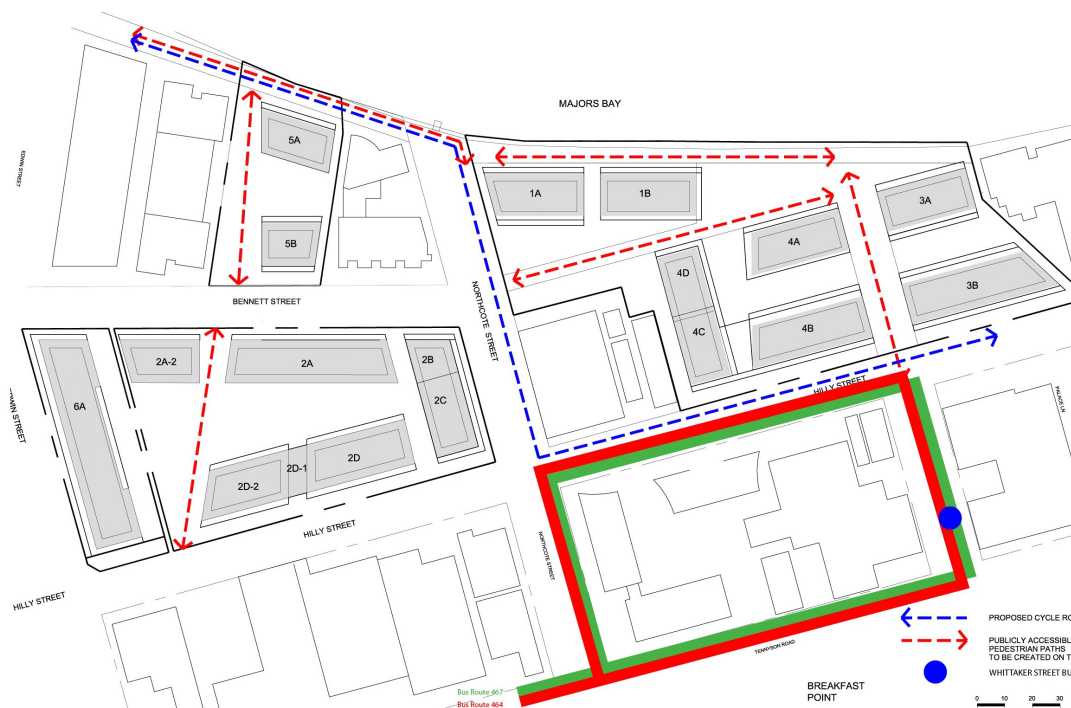 MAJORS BAY
EDWIN STREET
5A
1A
1B
3A
5B
4A
4D
3B
BENNETT STREET
NORTHCOTE STREET
4C
4B
2A-2
2A
2B
HILLY STREET
PALACE LN
6A
2C
2D-1
2D
2D-2
HILLY STREET
NORTHCOTE STREET
HILLY STREET
PROPOSED CYCLE RO
PUBLICLY ACCESSIBL
PEDESTRIAN PATHS
TO BE CREATED ON T
WHITTAKER STREET BU
TENNYSON ROAD
BREAKFAST
POINT
Bus Route 467
Bus Route 464
0 10 20 30